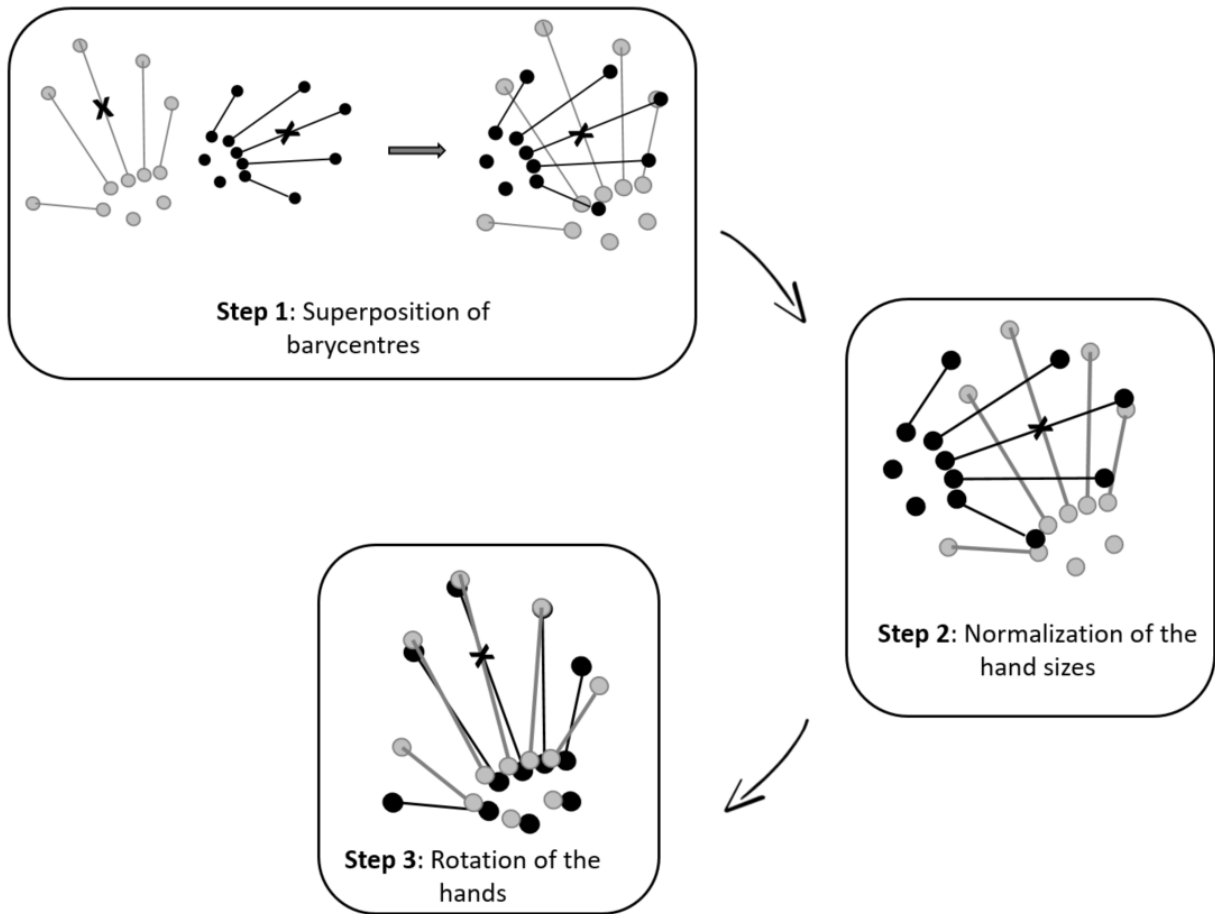 Step 1: Superposition of
barycentres
Step 2: Normalization of the
hand sizes
Step 3: Rotation of the
hands